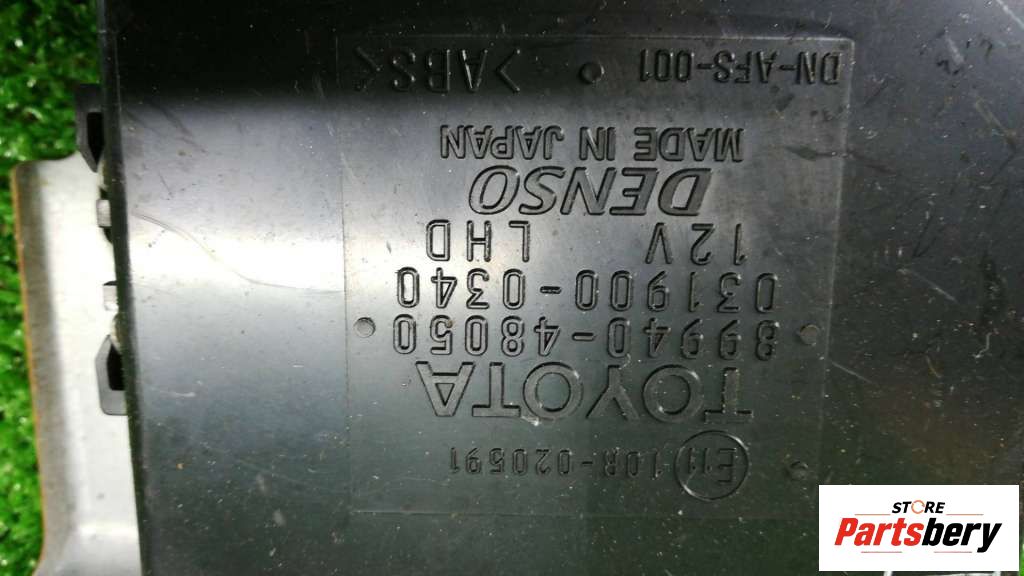 E11 10R-020591
TOYOTA
89940-48050
031900-0340
12V LHD
DENSO
MADE IN JAPAN
DN-AFS-001 >ABS<
STORE
Partsbery